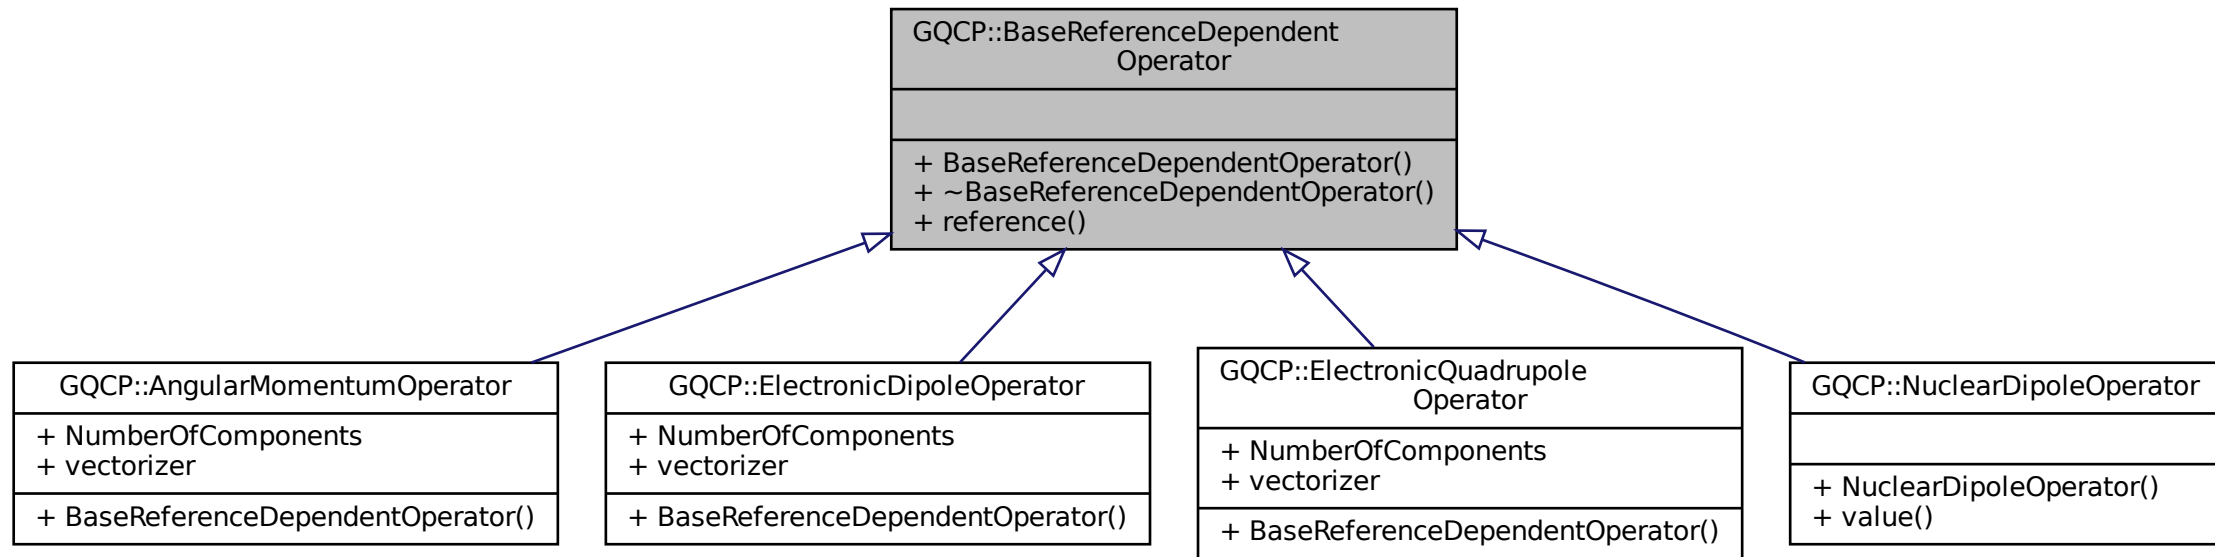 GQCP::BaseReferenceDependent
Operator
+ BaseReferenceDependentOperator()
+ ~BaseReferenceDependentOperator()
+ reference()
GQCP::AngularMomentumOperator
+ NumberOfComponents
+ vectorizer
+ BaseReferenceDependentOperator()
GQCP::ElectronicDipoleOperator
+ NumberOfComponents
+ vectorizer
+ BaseReferenceDependentOperator()
GQCP::ElectronicQuadrupole
Operator
+ NumberOfComponents
+ vectorizer
+ BaseReferenceDependentOperator()
GQCP::NuclearDipoleOperator
+ NuclearDipoleOperator()
+ value()